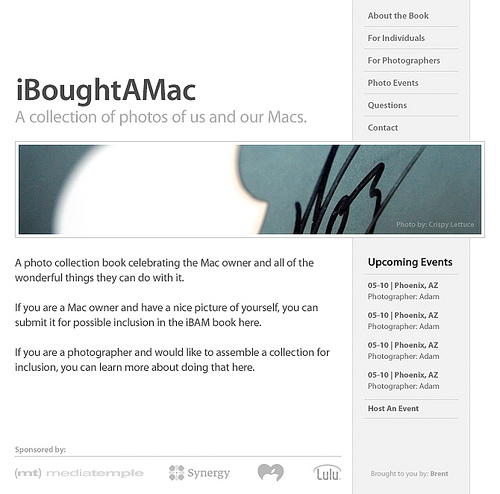 About the Book
For Individuals
For Photographers
Photo Events
Questions
Contact
iBoughtAMac
A collection of photos of us and our Macs.
Photo by: Crispy Lettuce
A photo collection book celebrating the Mac owner and all of the
wonderful things they can do with it.
If you are a Mac owner and have a nice picture of yourself, you can
submit it for possible inclusion in the iBAM book here.
If you are a photographer and would like to assemble a collection for
inclusion, you can learn more about doing that here.
Upcoming Events
05-10 | Phoenix, AZ
Photographer: Adam
05-10 | Phoenix, AZ
Photographer: Adam
05-10 | Phoenix, AZ
Photographer: Adam
05-10 | Phoenix, AZ
Photographer: Adam
Host An Event
Sponsored by:
(mt) mediatemple
Synergy
Lulu
Brought to you by: Brent